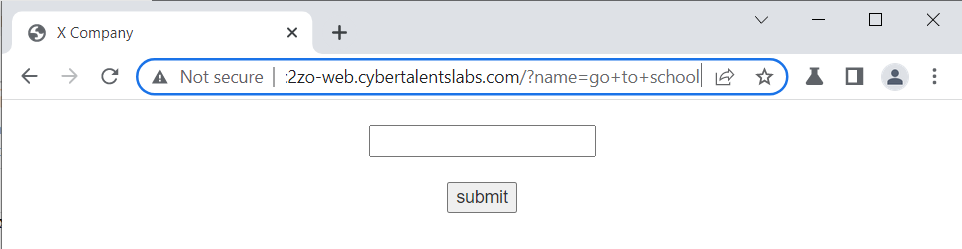 X Company
Not secure | :2zo-web.cybertalentslabs.com/?name=go+to+school
submit